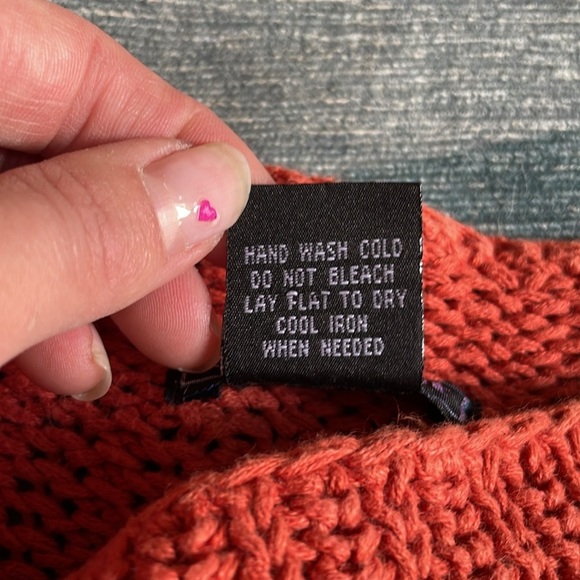 HAND WASH COLD
DO NOT BLEACH
LAY FLAT TO DRY
COOL IRON
WHEN NEEDED